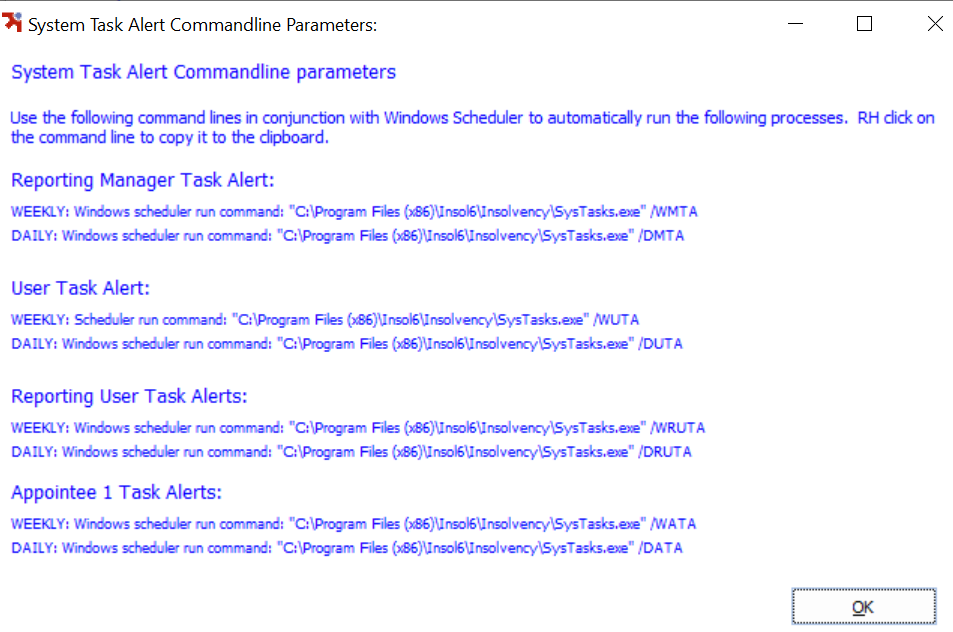 System Task Alert Commandline Parameters:
System Task Alert Commandline parameters
Use the following command lines in conjunction with Windows Scheduler to automatically run the following processes.  RH click on
the command line to copy it to the clipboard.
Reporting Manager Task Alert:
WEEKLY: Windows scheduler run command: "C:\Program Files (x86)\Insol6\Insolvency\SysTasks.exe" /WMTA
DAILY: Windows scheduler run command: "C:\Program Files (x86)\Insol6\Insolvency\SysTasks.exe" /DMTA
User Task Alert:
WEEKLY: Scheduler run command: "C:\Program Files (x86)\Insol6\Insolvency\SysTasks.exe" /WUTA
DAILY: Windows scheduler run command: "C:\Program Files (x86)\Insol6\Insolvency\SysTasks.exe" /DUTA
Reporting User Task Alerts:
WEEKLY: Windows scheduler run command: "C:\Program Files (x86)\Insol6\Insolvency\SysTasks.exe" /WRUTA
DAILY: Windows scheduler run command: "C:\Program Files (x86)\Insol6\Insolvency\SysTasks.exe" /DRUTA
Appointee 1 Task Alerts:
WEEKLY: Windows scheduler run command: "C:\Program Files (x86)\Insol6\Insolvency\SysTasks.exe" /WATA
DAILY: Windows scheduler run command: "C:\Program Files (x86)\Insol6\Insolvency\SysTasks.exe" /DATA
OK